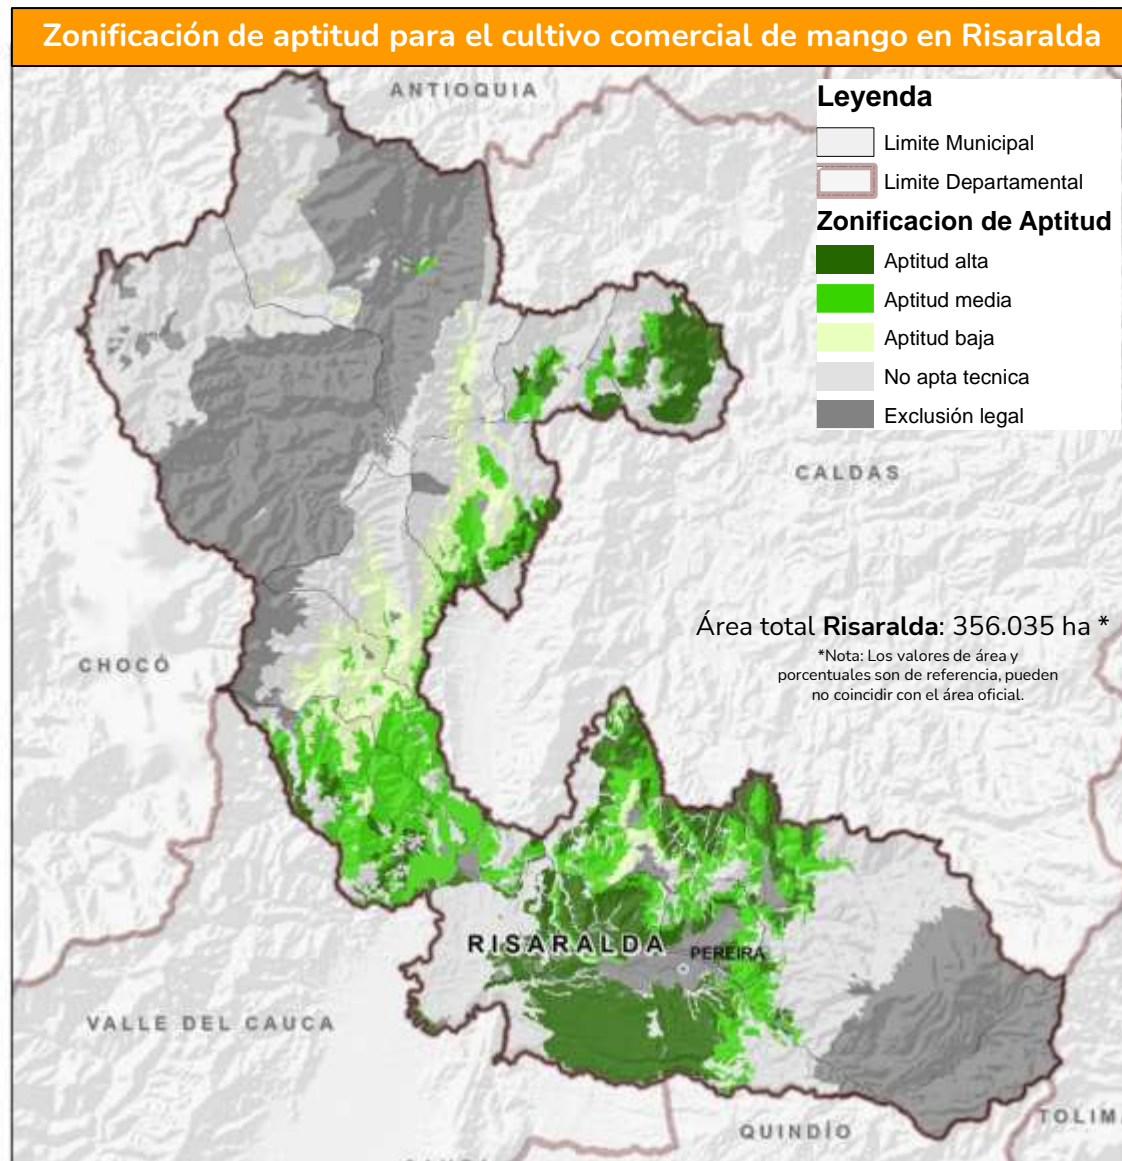 Zonificación de aptitud para el cultivo comercial de mango en Risaralda
ANTIOQUIA
Leyenda
Limite Municipal
Limite Departamental
Zonificacion de Aptitud
Aptitud alta
Aptitud media
Aptitud baja
No apta tecnica
Exclusión legal
CALDAS
Área total Risaralda: 356.035 ha *
*Nota: Los valores de área y
porcentuales son de referencia, pueden
no coincidir con el área oficial.
CHOCÓ
RISARALDA
PEREIRA
VALLE DEL CAUCA
QUINDÍO
TOLIM